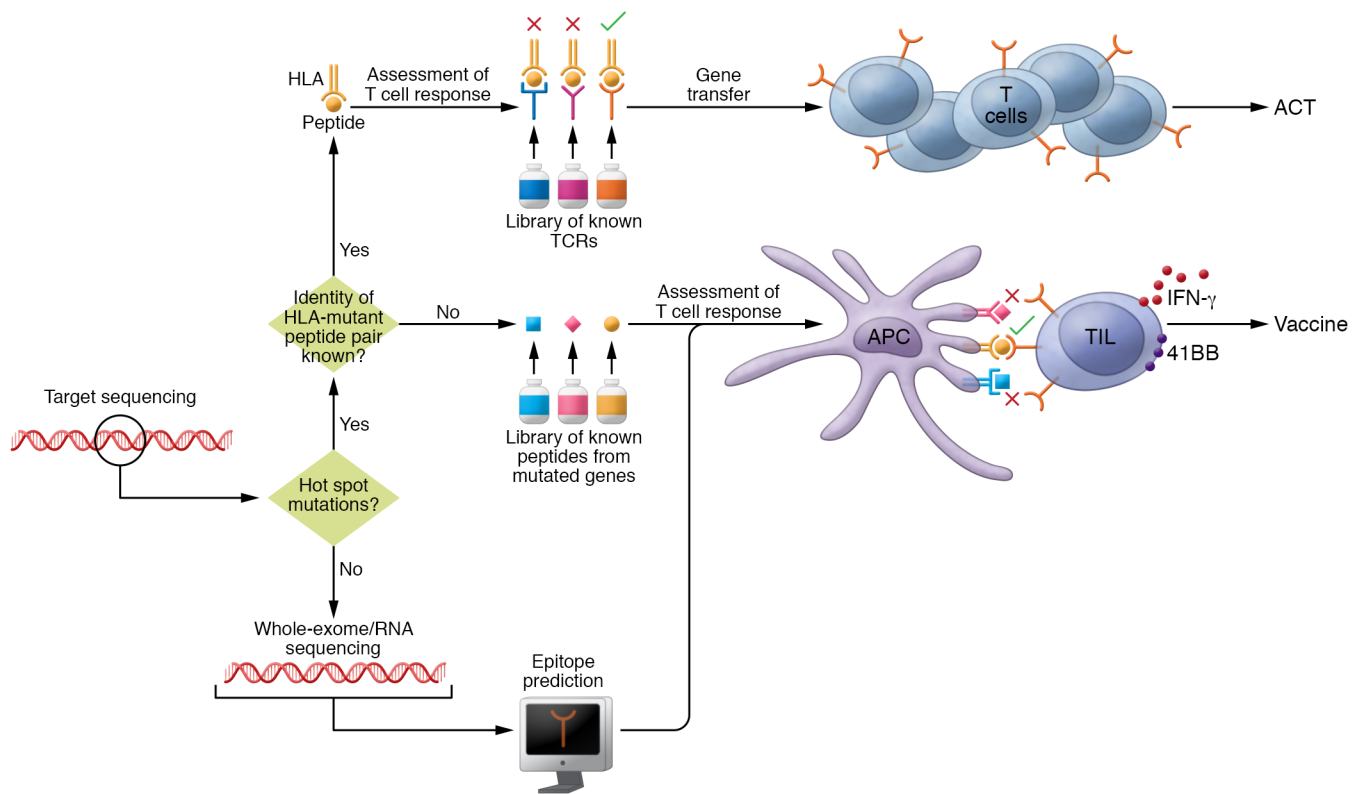 HLA
Peptide
Assessment of
T cell response
Library of known
TCRs
Gene
transfer
T
cells
ACT
Yes
Identity of
HLA-mutant
peptide pair
known?
No
Library of known
peptides from
mutated genes
Assessment of
T cell response
APC
TIL
IFN-γ
41BB
Vaccine
Target sequencing
Yes
Hot spot
mutations?
No
Whole-exome/RNA
sequencing
Epitope
prediction